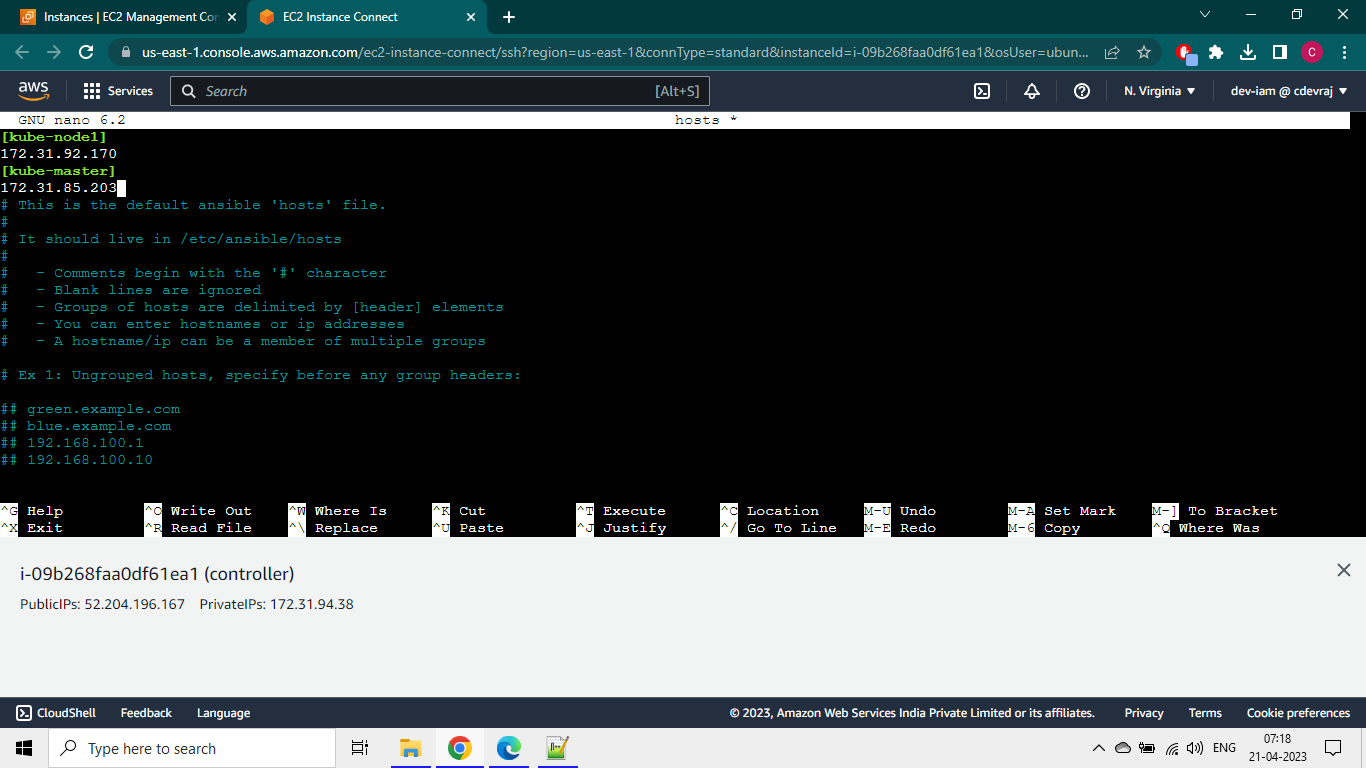 Instances | EC2 Management Con
EC2 Instance Connect
us-east-1.console.aws.amazon.com/ec2-instance-connect/ssh?region=us-east-1&connType=standard&instanceId=i-09b268faa0df61ea1&osUser=ubun...
C
aws
Services
Search
[Alt+S]
N. Virginia
dev-iam @ cdevraj
GNU nano 6.2
hosts *
[kube-node1]
172.31.92.170
[kube-master]
172.31.85.203
# This is the default ansible 'hosts' file.
#
# It should live in /etc/ansible/hosts
#
#   - Comments begin with the '#' character
#   - Blank lines are ignored
#   - Groups of hosts are delimited by [header] elements
#   - You can enter hostnames or ip addresses
#   - A hostname/ip can be a member of multiple groups
# Ex 1: Ungrouped hosts, specify before any group headers:
## green.example.com
## blue.example.com
## 192.168.100.1
## 192.168.100.10
^G Help ^O Write Out ^W Where Is ^K Cut ^T Execute ^C Location M-U Undo M-A Set Mark M-] To Bracket
^X Exit ^R Read File ^\ Replace ^U Paste ^J Justify ^/ Go To Line M-E Redo M-6 Copy ^Q Where Was
i-09b268faa0df61ea1 (controller)
PublicIPs: 52.204.196.167 PrivateIPs: 172.31.94.38
CloudShell
Feedback
Language
© 2023, Amazon Web Services India Private Limited or its affiliates.
Privacy
Terms
Cookie preferences
Type here to search
ENG
07:18
21-04-2023